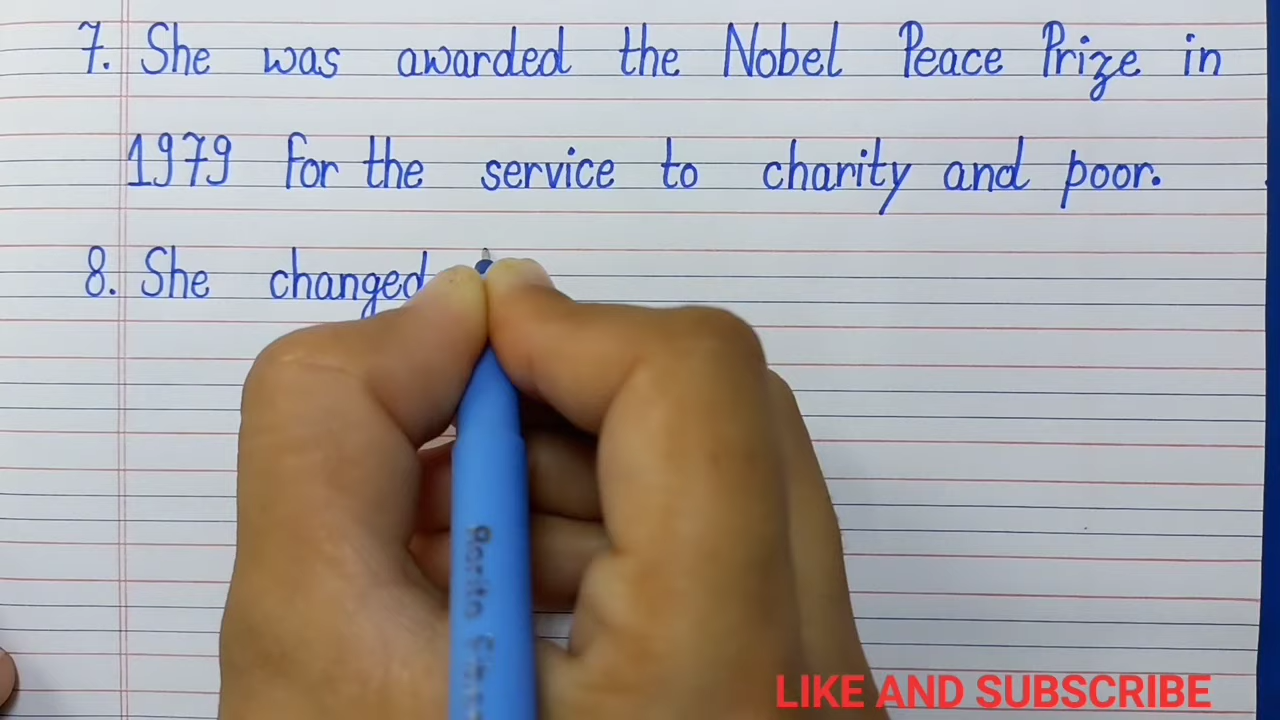 7. She was awarded the Nobel Peace Prize in
1979 for the service to charity and poor.
8. She changed
LIKE AND SUBSCRIBE